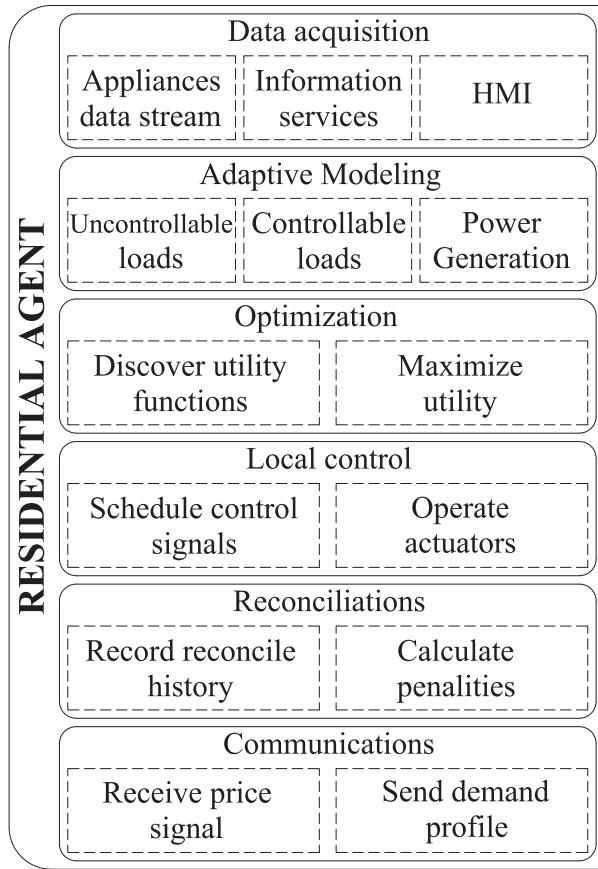 RESIDENTIAL AGENT
Data acquisition
Appliances
data stream
Information
services
HMI
Adaptive Modeling
Uncontrollable
loads
Controllable
loads
Power
Generation
Optimization
Discover utility
functions
Maximize
utility
Local control
Schedule control
signals
Operate
actuators
Reconciliations
Record reconcile
history
Calculate
penalities
Communications
Receive price
signal
Send demand
profile